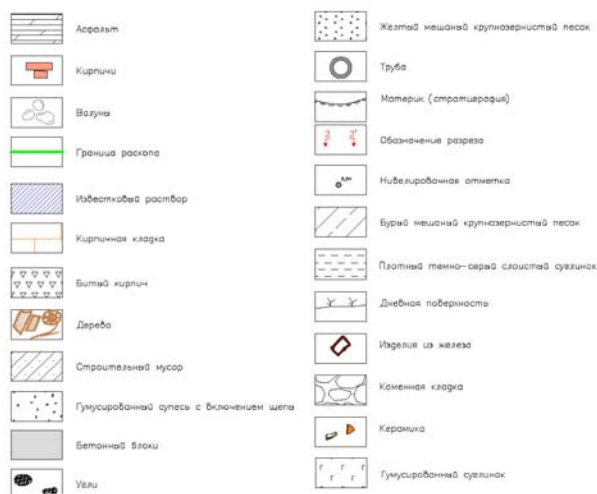 Асфальт
Кирпичи
Валуны
Граница раскопа
Известковый раствор
Кирпичная кладка
Битый кирпич
Дерево
Строительный мусор
Гумусированный супесь с включением щепы
Бетонный блоки
Угли
Желтый мешаный крупнозернистый песок
Труба
Материк (стратиграфия)
Обозначение разреза
Нивелировочная отметка
Бурый мешаный крупнозернистый песок
Плотный темно-серый слоистый суглинок
Дневная поверхность
Изделия из железа
Каменная кладка
Керамика
Гумусированный суглинок